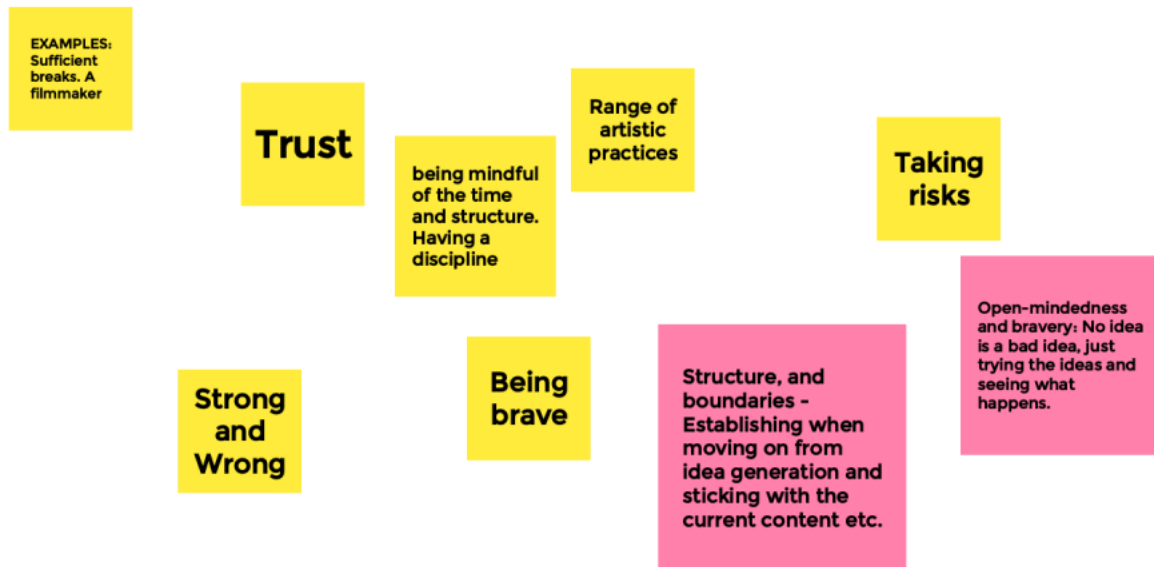 EXAMPLES:
Sufficient
breaks. A
filmmaker
Trust
being mindful
of the time
and structure.
Having a
discipline
Range of
artistic
practices
Taking
risks
Open-mindedness
and bravery: No idea
is a bad idea, just
trying the ideas and
seeing what
happens.
Strong
and
Wrong
Being
brave
Structure, and
boundaries -
Establishing when
moving on from
idea generation and
sticking with the
current content etc.